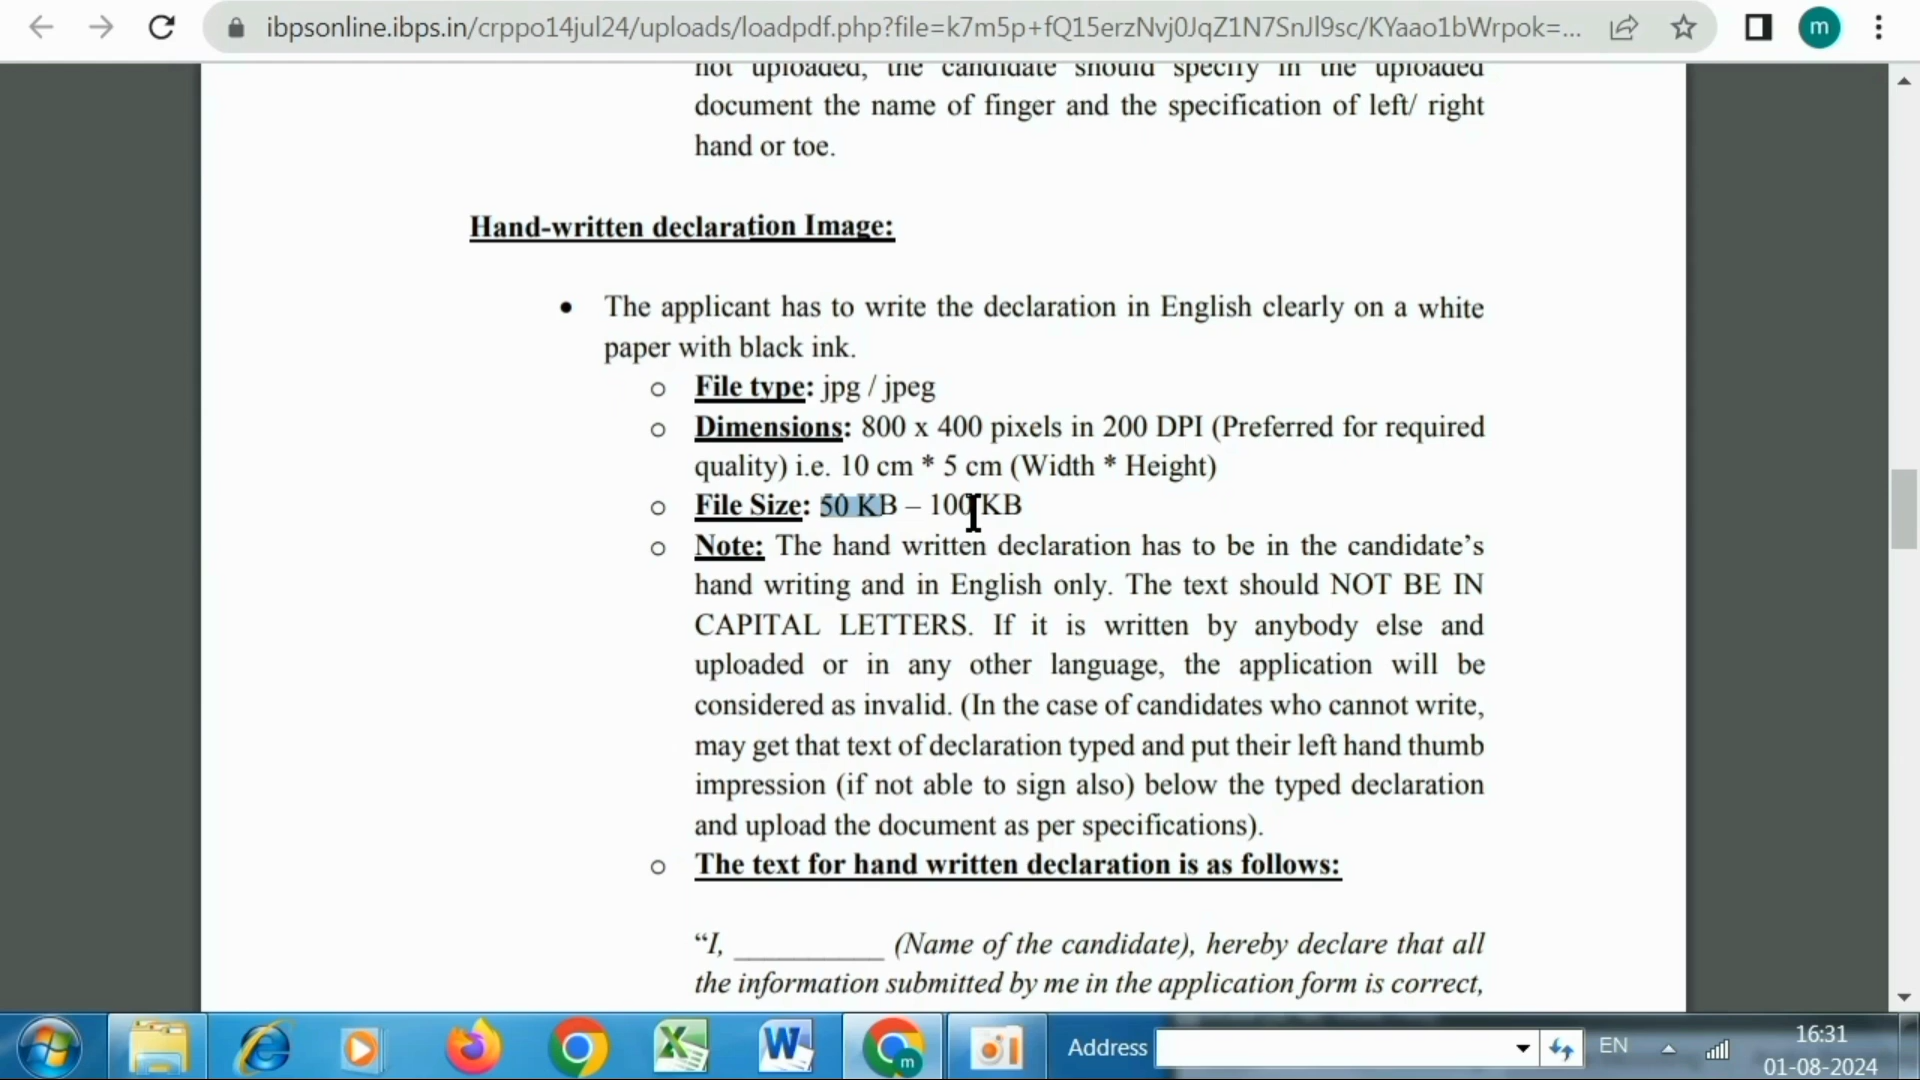 ibpsonline.ibps.in/crppo14jul24/uploads/loadpdf.php?file=k7m5p+fQ15erzNvj0JqZ1N7SnJl9sc/KYaao1bWrpok=...
m
not uploaded, the candidate should specify in the uploaded
document the name of finger and the specification of left/ right
hand or toe.
Hand-written declaration Image:
• The applicant has to write the declaration in English clearly on a white
paper with black ink.
o File type: jpg / jpeg
o Dimensions: 800 x 400 pixels in 200 DPI (Preferred for required
quality) i.e. 10 cm * 5 cm (Width * Height)
o File Size: 50 KB – 100 KB
o Note: The hand written declaration has to be in the candidate’s
hand writing and in English only. The text should NOT BE IN
CAPITAL LETTERS. If it is written by anybody else and
uploaded or in any other language, the application will be
considered as invalid. (In the case of candidates who cannot write,
may get that text of declaration typed and put their left hand thumb
impression (if not able to sign also) below the typed declaration
and upload the document as per specifications).
o The text for hand written declaration is as follows:
“I, __________ (Name of the candidate), hereby declare that all
the information submitted by me in the application form is correct,
m
Address
EN
16:31
01-08-2024